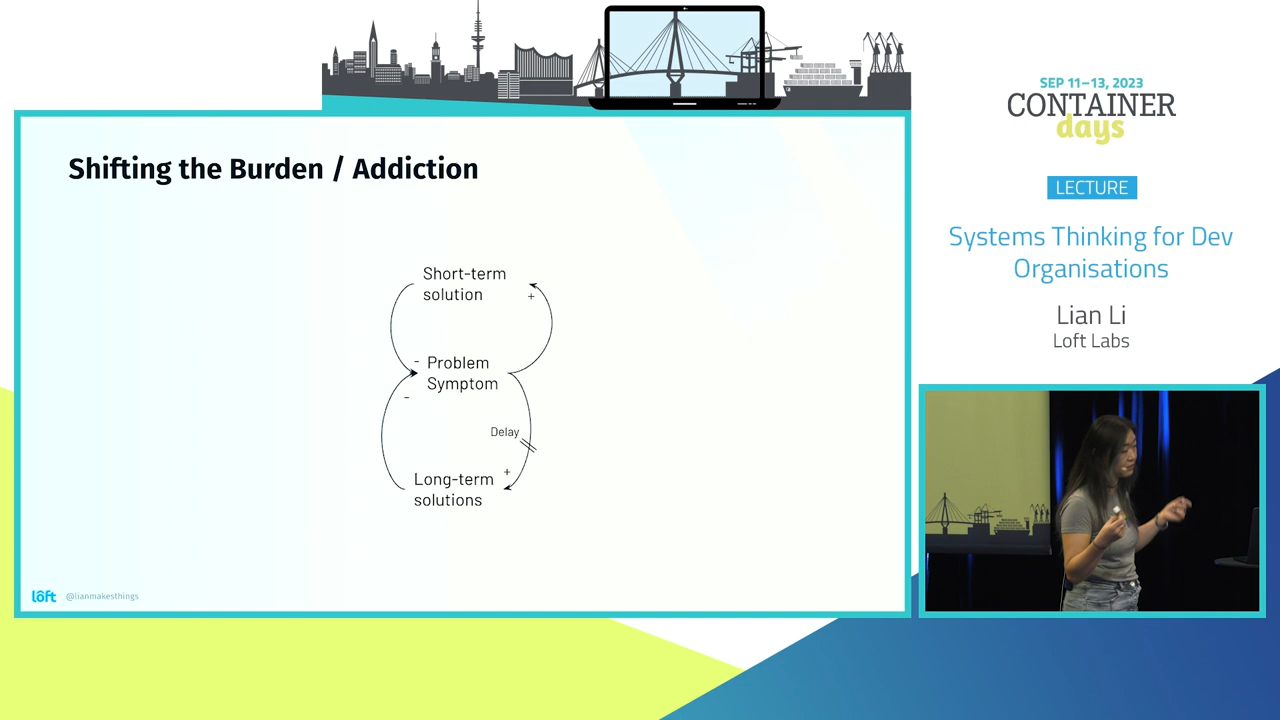 SEP 11–13, 2023
CONTAINER
days
LECTURE
Systems Thinking for Dev
Organisations
Lian Li
Loft Labs
Shifting the Burden / Addiction
Short-term
solution
+
- Problem
Symptom
-
Delay
+
Long-term
solutions
loft @lianmakesthings